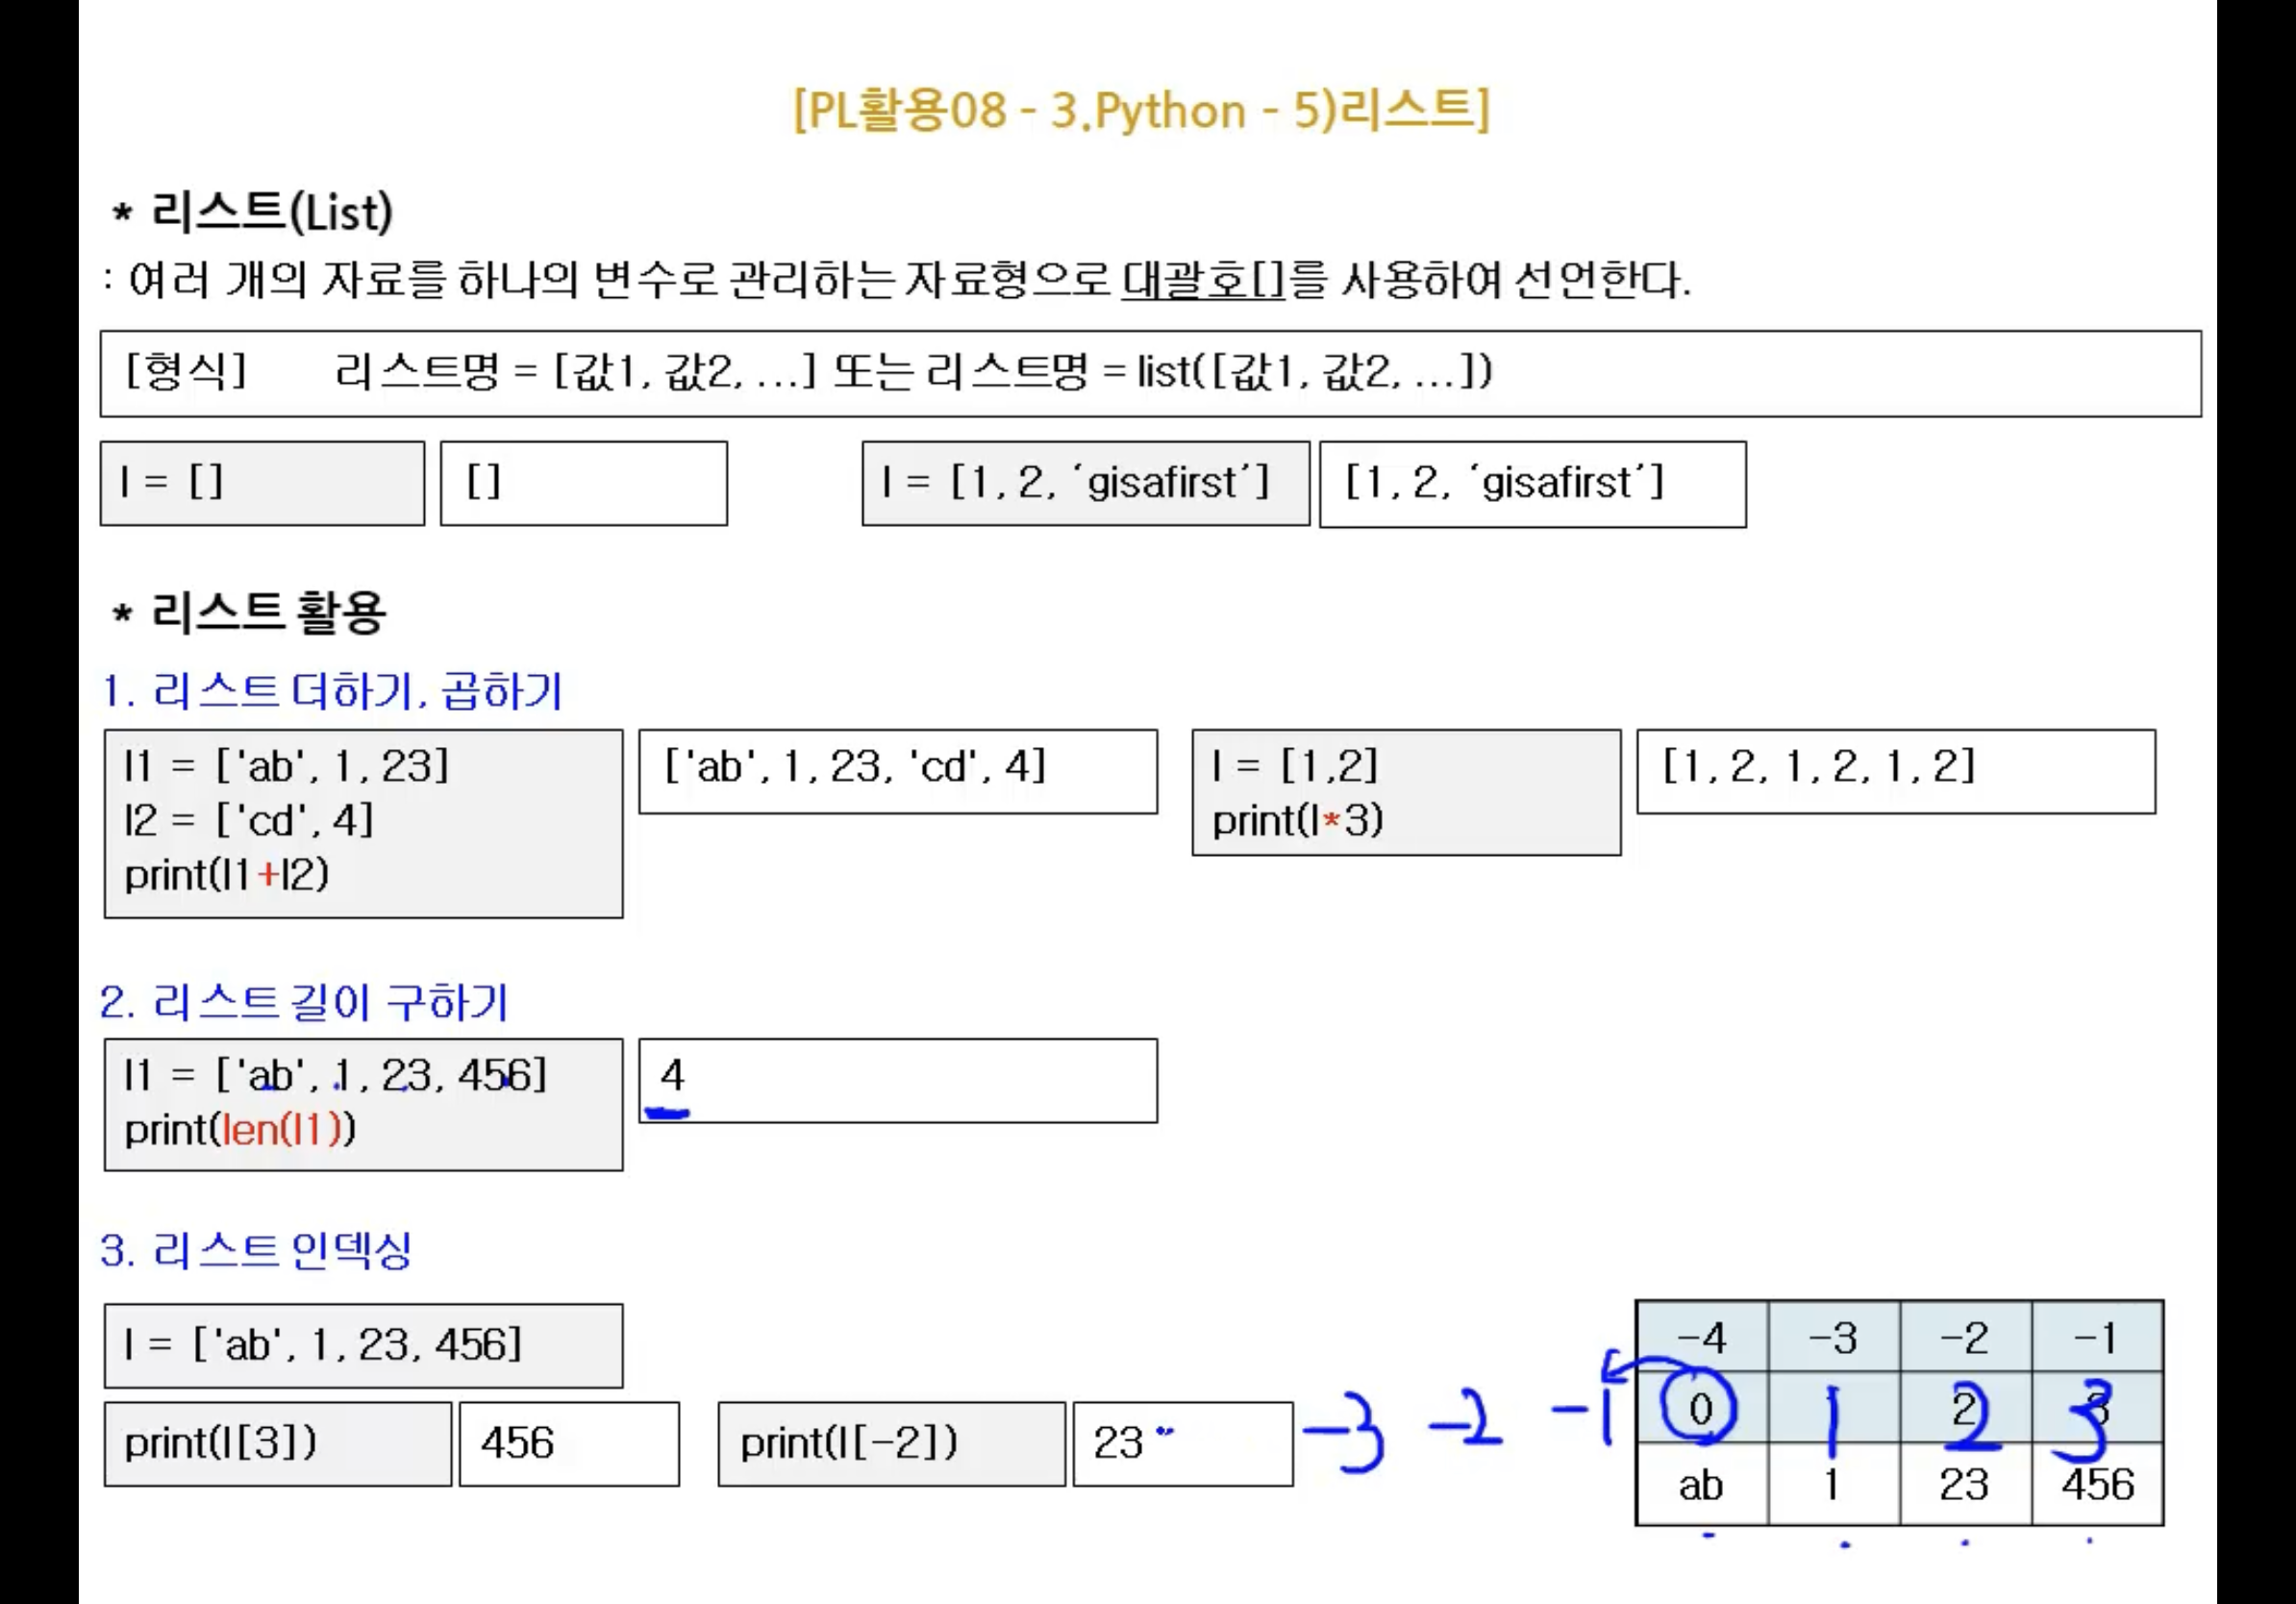 [PL활용08 - 3.Python - 5)리스트]
* 리스트(List)
: 여러 개의 자료를 하나의 변수로 관리하는 자료형으로 대괄호[]를 사용하여 선언한다.
[형식] 리스트명 = [값1, 값2, ...] 또는 리스트명 = list([값1, 값2, ...])
l = [] [] l = [1, 2, ‘gisafirst’] [1, 2, ‘gisafirst’]
* 리스트 활용
1. 리스트 더하기, 곱하기
l1 = ['ab', 1, 23]
l2 = ['cd', 4]
print(l1+l2)
['ab', 1, 23, 'cd', 4]
l = [1,2]
print(l*3)
[1, 2, 1, 2, 1, 2]
2. 리스트 길이 구하기
l1 = ['ab', 1, 23, 456]
print(len(l1))
4
3. 리스트 인덱싱
l = ['ab', 1, 23, 456]
print(l[3]) 456 print(l[-2]) 23
-3 -2 -1
-4 -3 -2 -1
0 1 2 3
ab 1 23 456